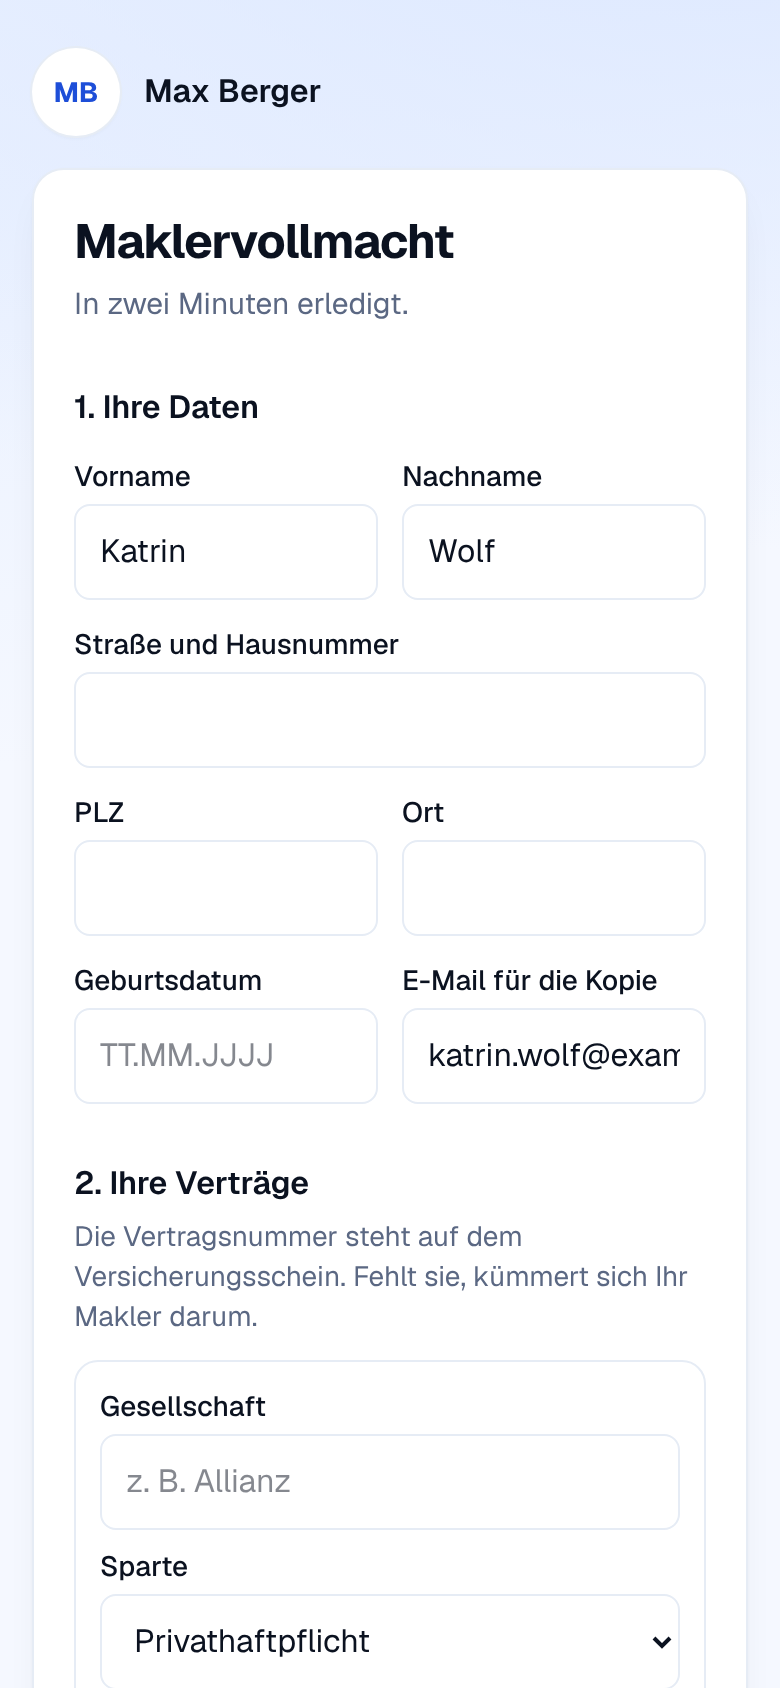 MB
Max Berger
Maklervollmacht
In zwei Minuten erledigt.
1. Ihre Daten
Vorname
Nachname
Katrin
Wolf
Straße und Hausnummer
PLZ
Ort
Geburtsdatum
E-Mail für die Kopie
TT.MM.JJJJ
katrin.wolf@exam
2. Ihre Verträge
Die Vertragsnummer steht auf dem
Versicherungsschein. Fehlt sie, kümmert sich Ihr
Makler darum.
Gesellschaft
z. B. Allianz
Sparte
Privathaftpflicht